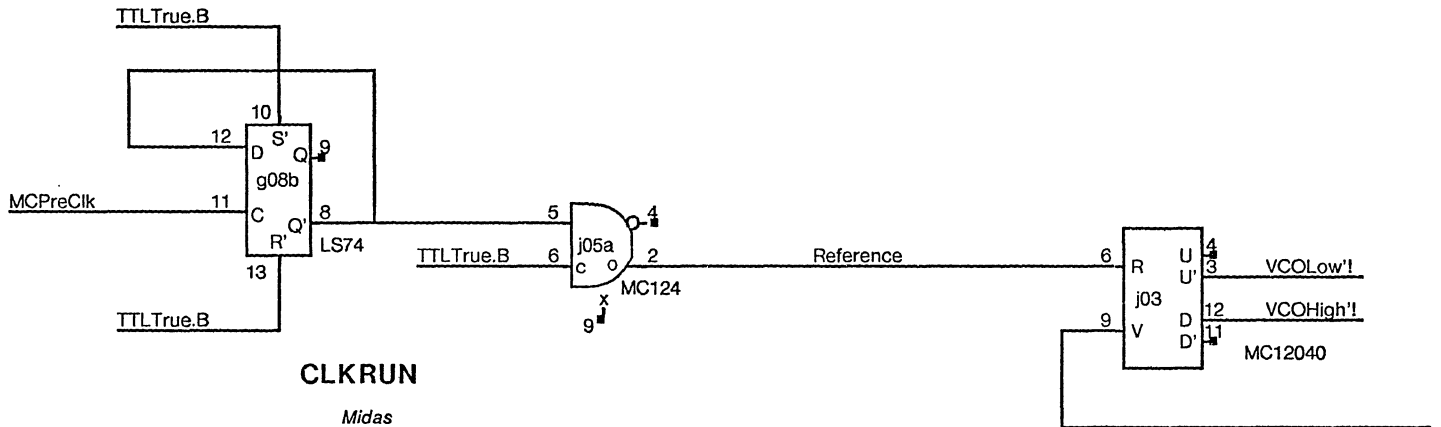 TTLTrue.B
10
12
S'
D
Q
9
g08b
MCPreClk
11
C
Q'
8
R'
LS74
13
TTLTrue.B
5
4
j05a
TTLTrue.B
6
c
o
2
MC124
x
9
Reference
6
R
U
4
U'
3
VCOLow'!
j03
D
12
VCOHigh'!
9
V
D'
11
MC12040
CLKRUN
Midas